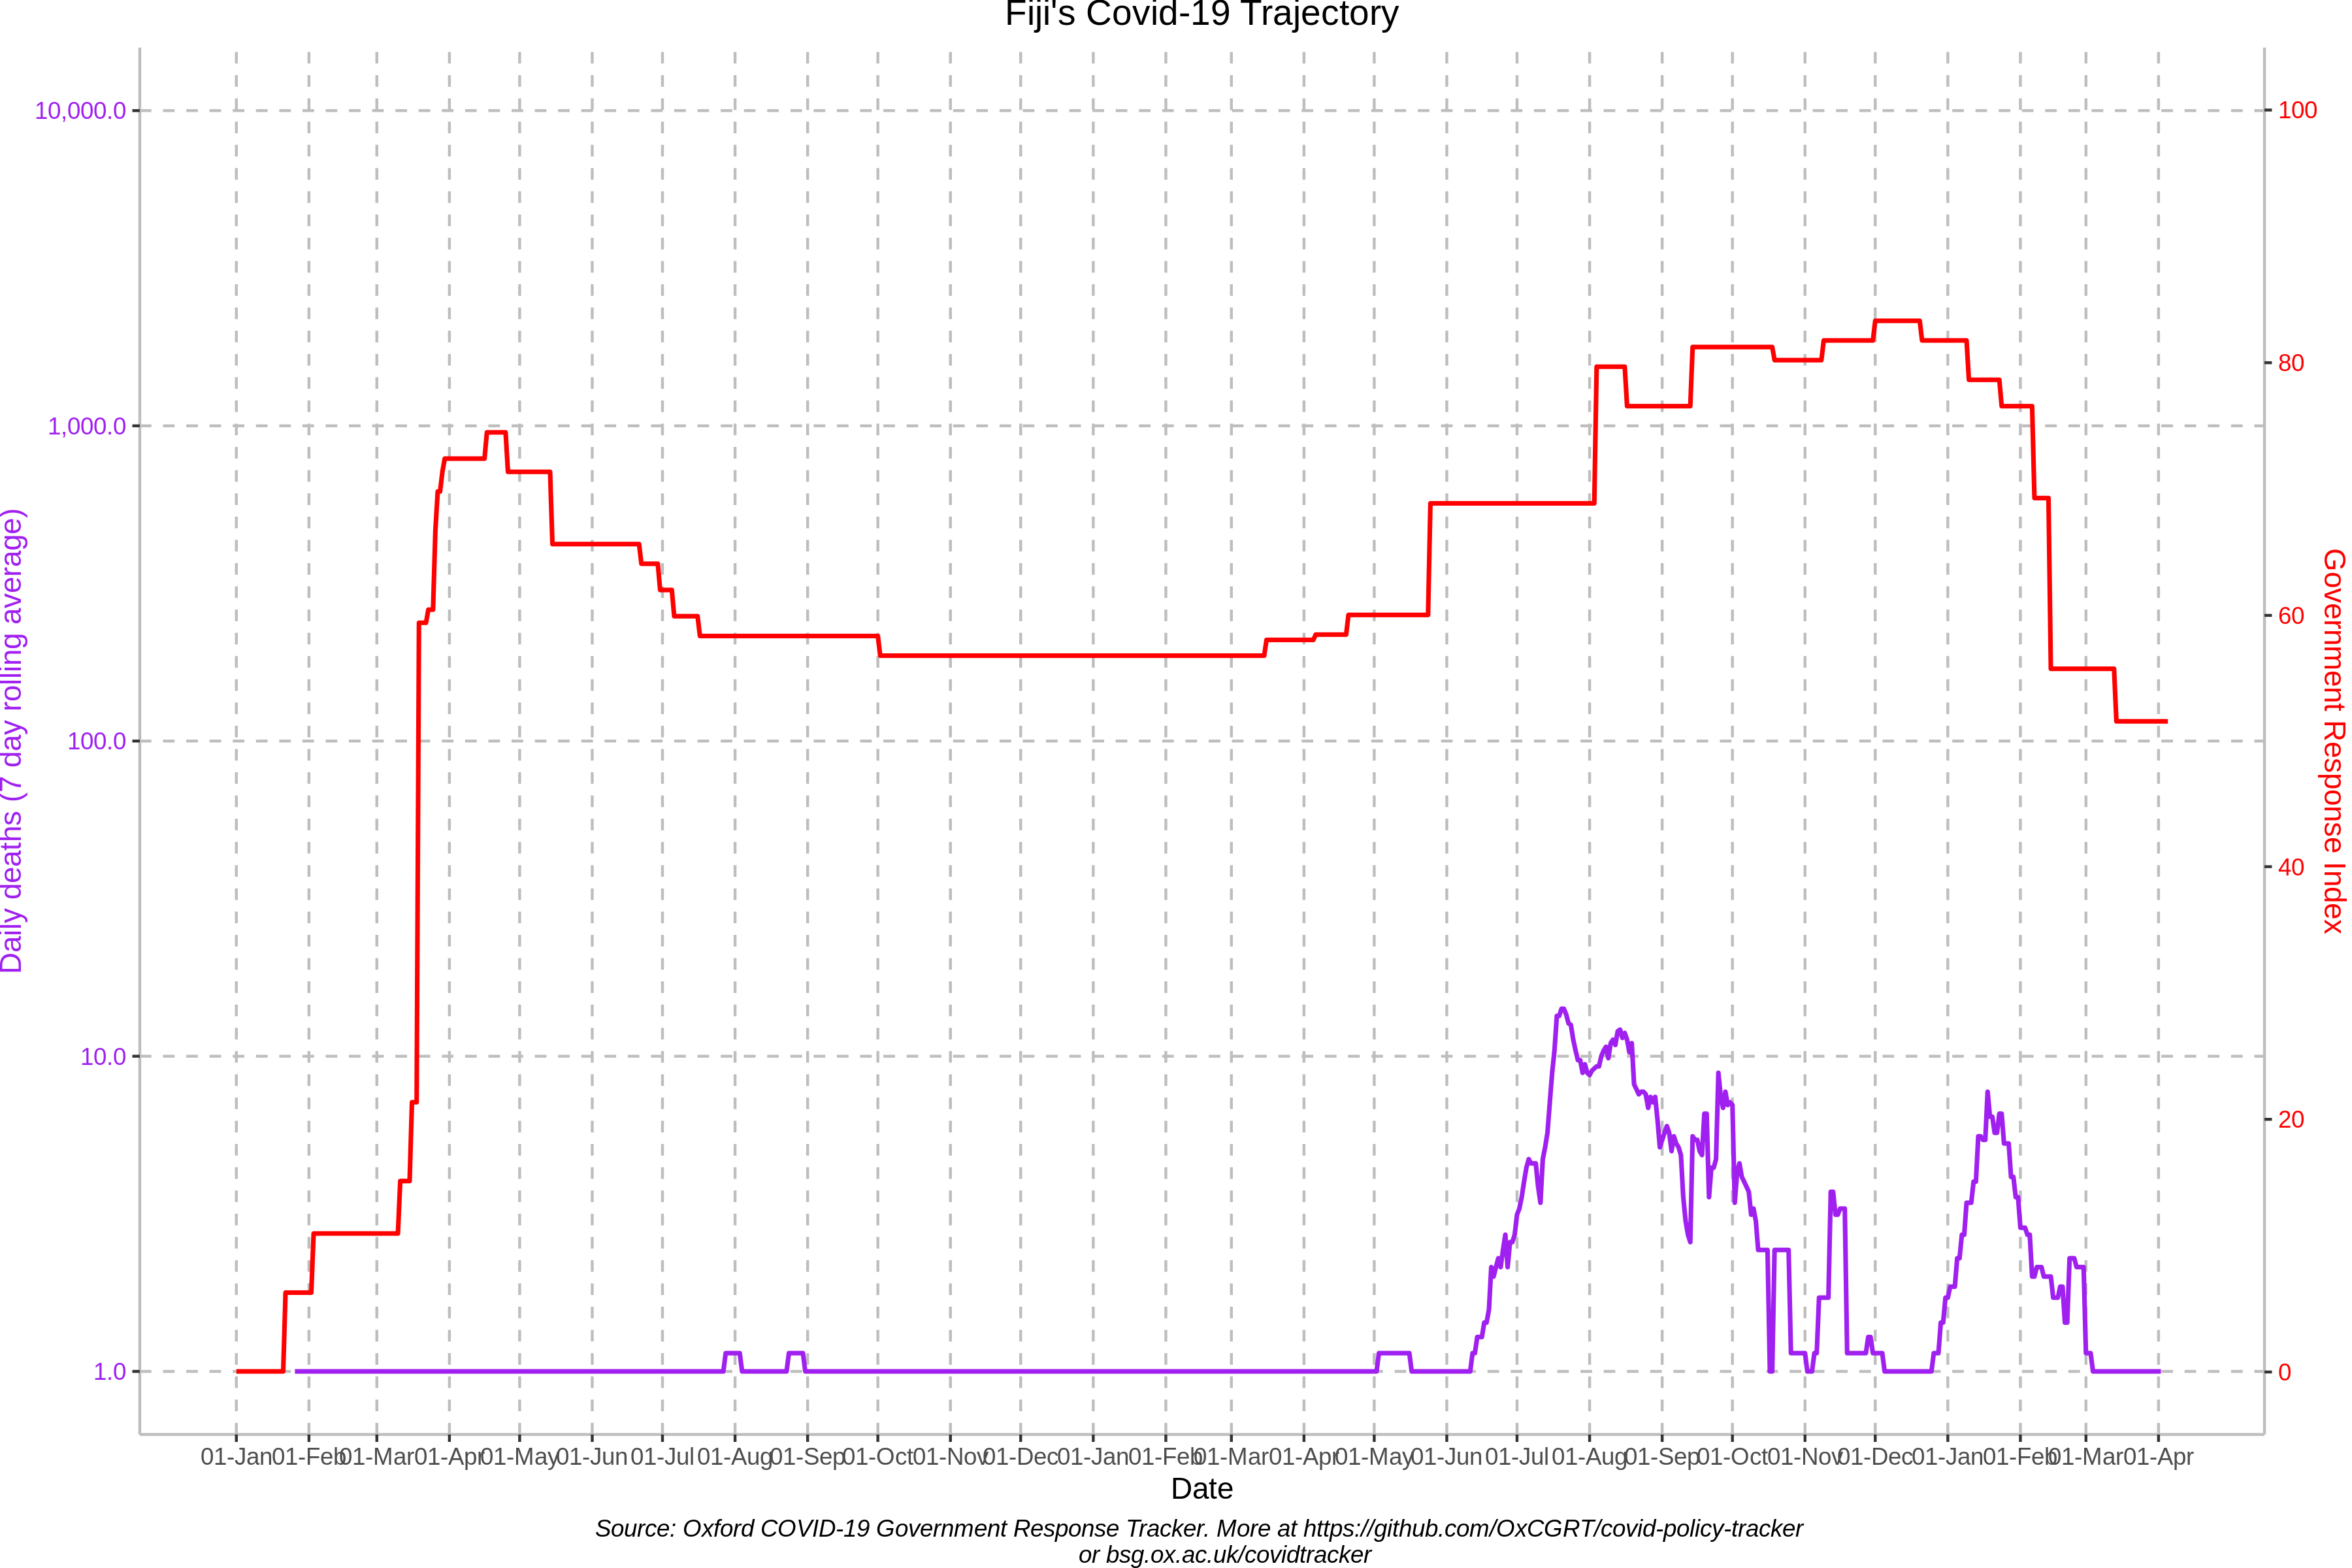 Fiji's Covid-19 Trajectory
10,000.0
1,000.0
100.0
10.0
1.0
Daily deaths (7 day rolling average)
100
80
60
40
20
0
Government Response Index
01-Jan 01-Feb 01-Mar 01-Apr 01-May 01-Jun 01-Jul 01-Aug 01-Sep 01-Oct 01-Nov 01-Dec 01-Jan 01-Feb 01-Mar 01-Apr 01-May 01-Jun 01-Jul 01-Aug 01-Sep 01-Oct 01-Nov 01-Dec 01-Jan 01-Feb 01-Mar 01-Apr
Date
Source: Oxford COVID-19 Government Response Tracker. More at https://github.com/OxCGRT/covid-policy-tracker
or bsg.ox.ac.uk/covidtracker